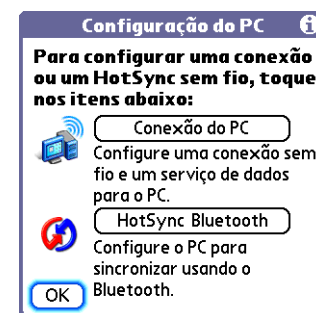 Configuração do PC
Para configurar uma conexão
ou um HotSync sem fio, toque
nos itens abaixo:
Conexão do PC
Configure uma conexão sem
fio e um serviço de dados
para o PC.
HotSync Bluetooth
Configure o PC para
sincronizar usando o
Bluetooth.
OK